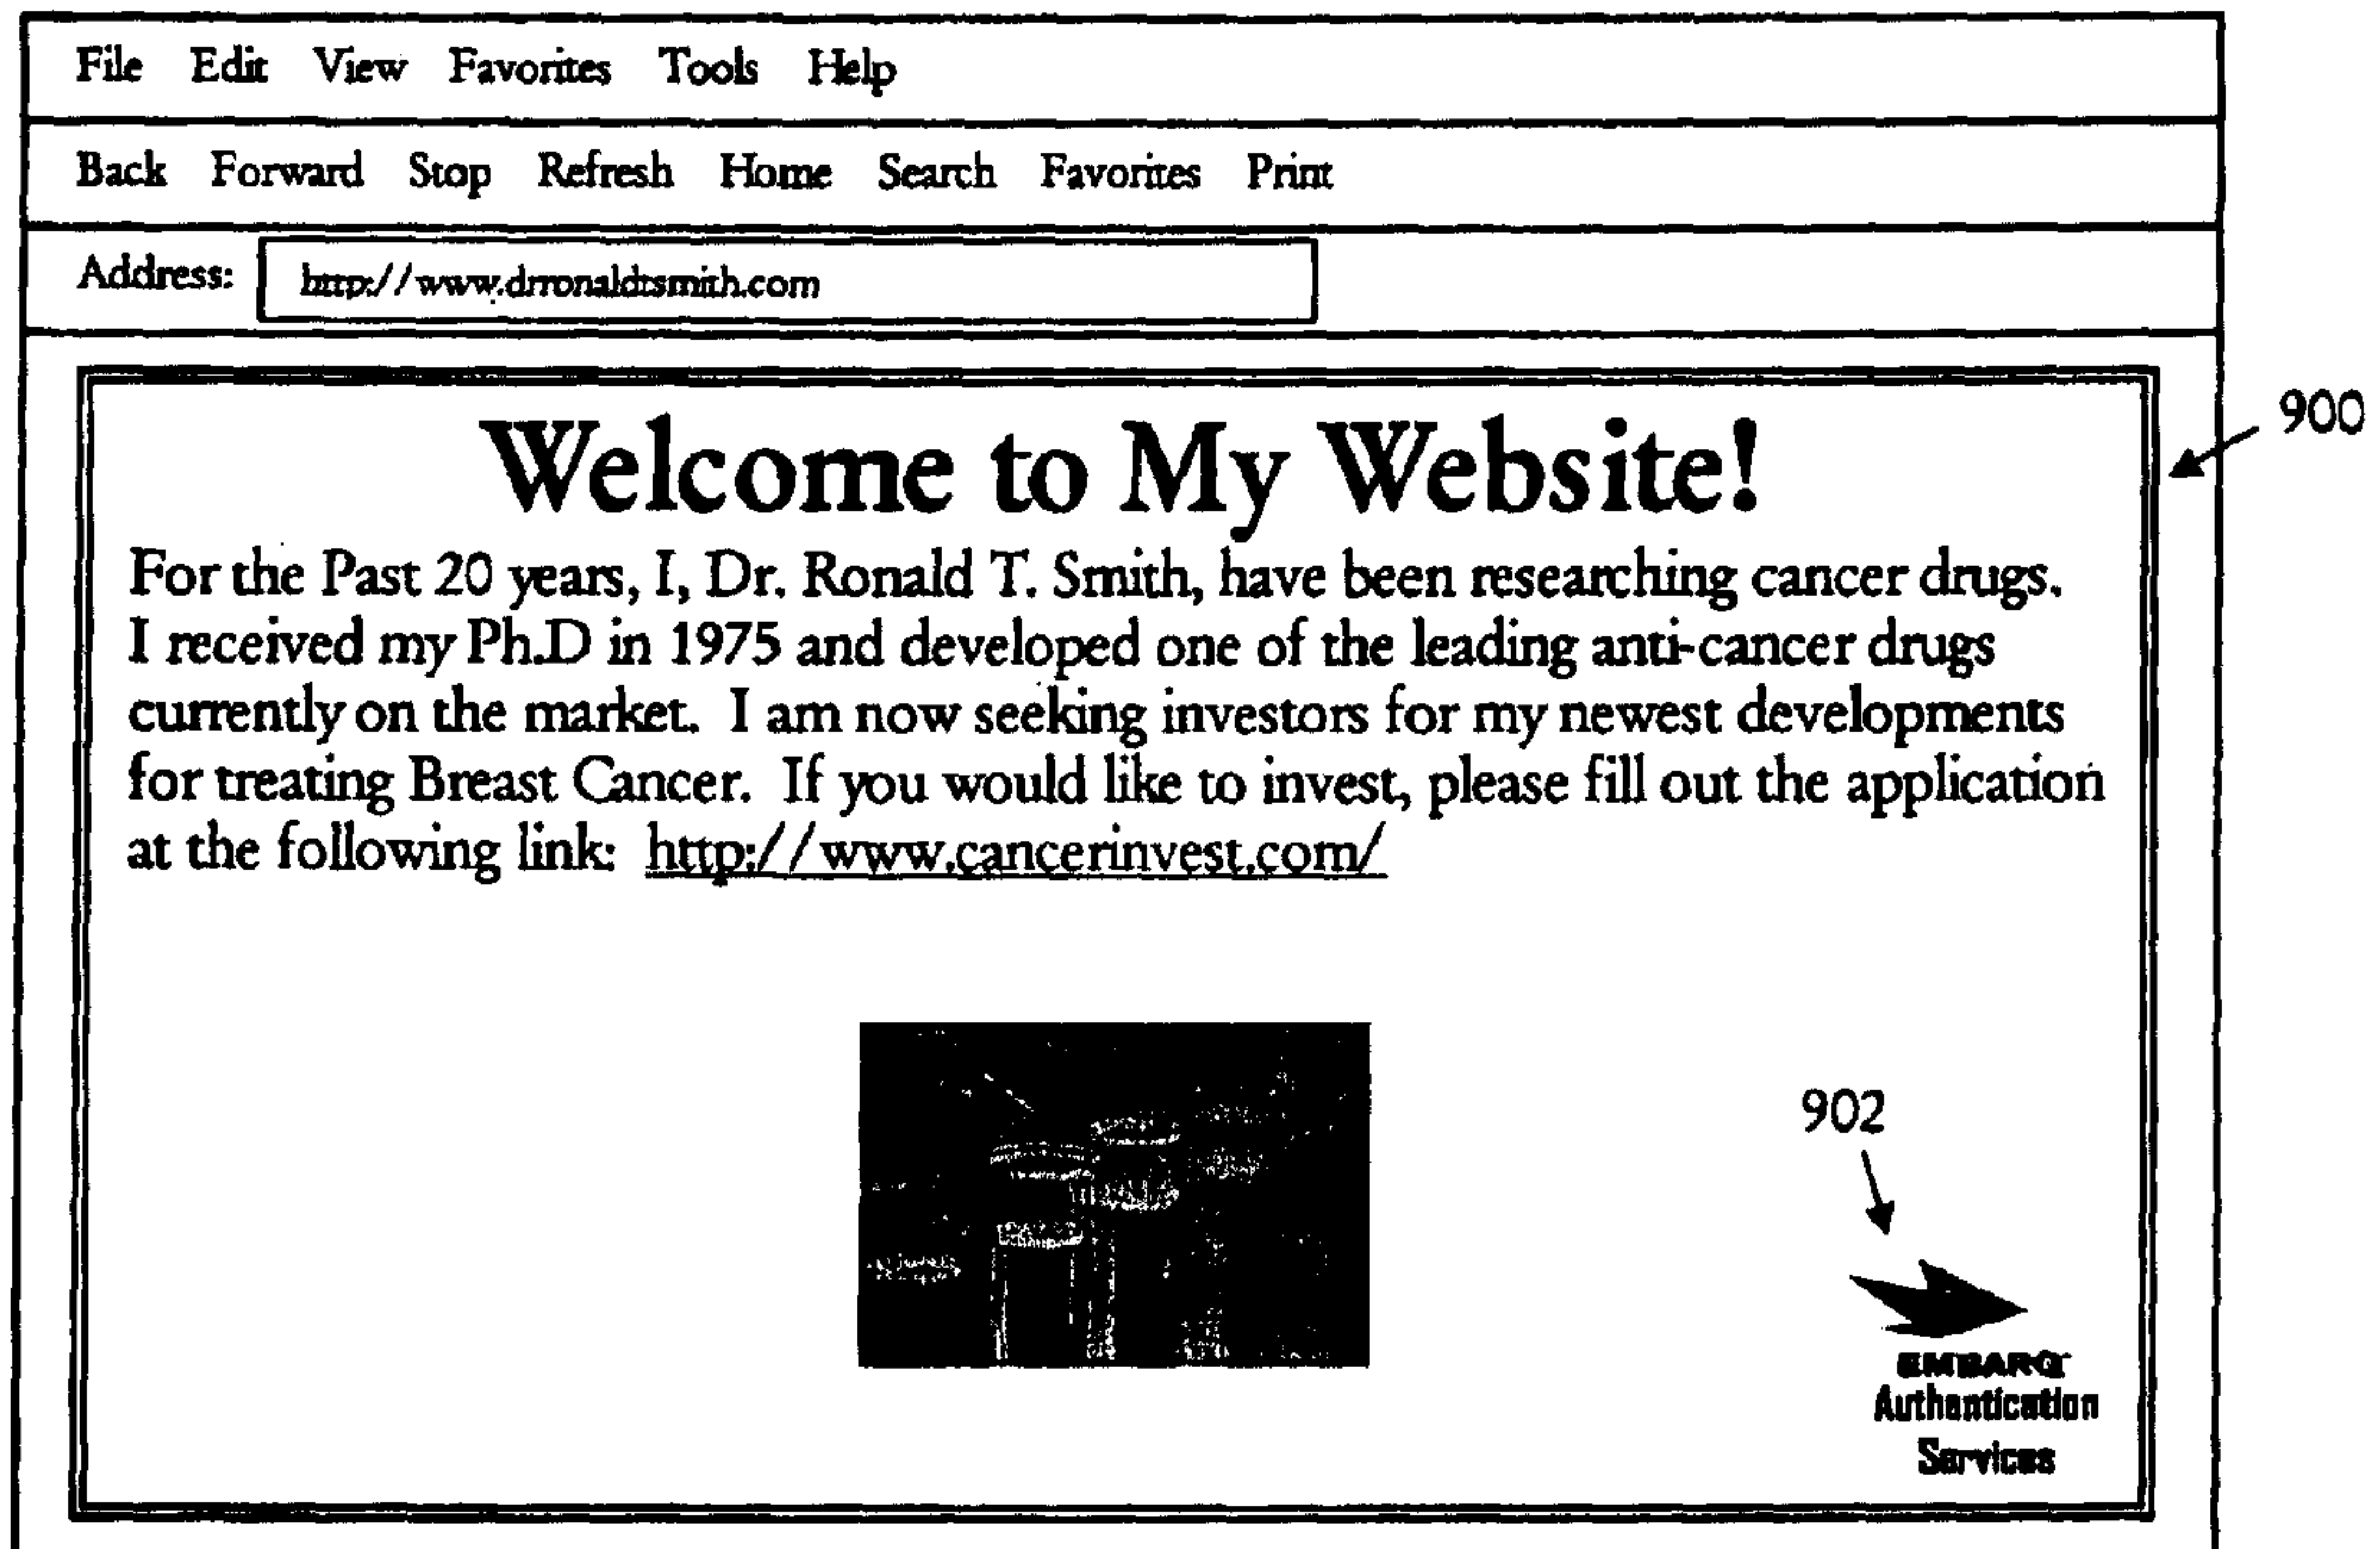 File Edit View Favorites Tools Help
Back Forward Stop Refresh Home Search Favorites Print
Address: http://www.drronaldtsmith.com
900
Welcome to My Website!
For the Past 20 years, I, Dr. Ronald T. Smith, have been researching cancer drugs.
I received my Ph.D in 1975 and developed one of the leading anti-cancer drugs
currently on the market. I am now seeking investors for my newest developments
for treating Breast Cancer. If you would like to invest, please fill out the application
at the following link: http://www.cancerinvest.com/
902
EMBARQ
Authentication
Services